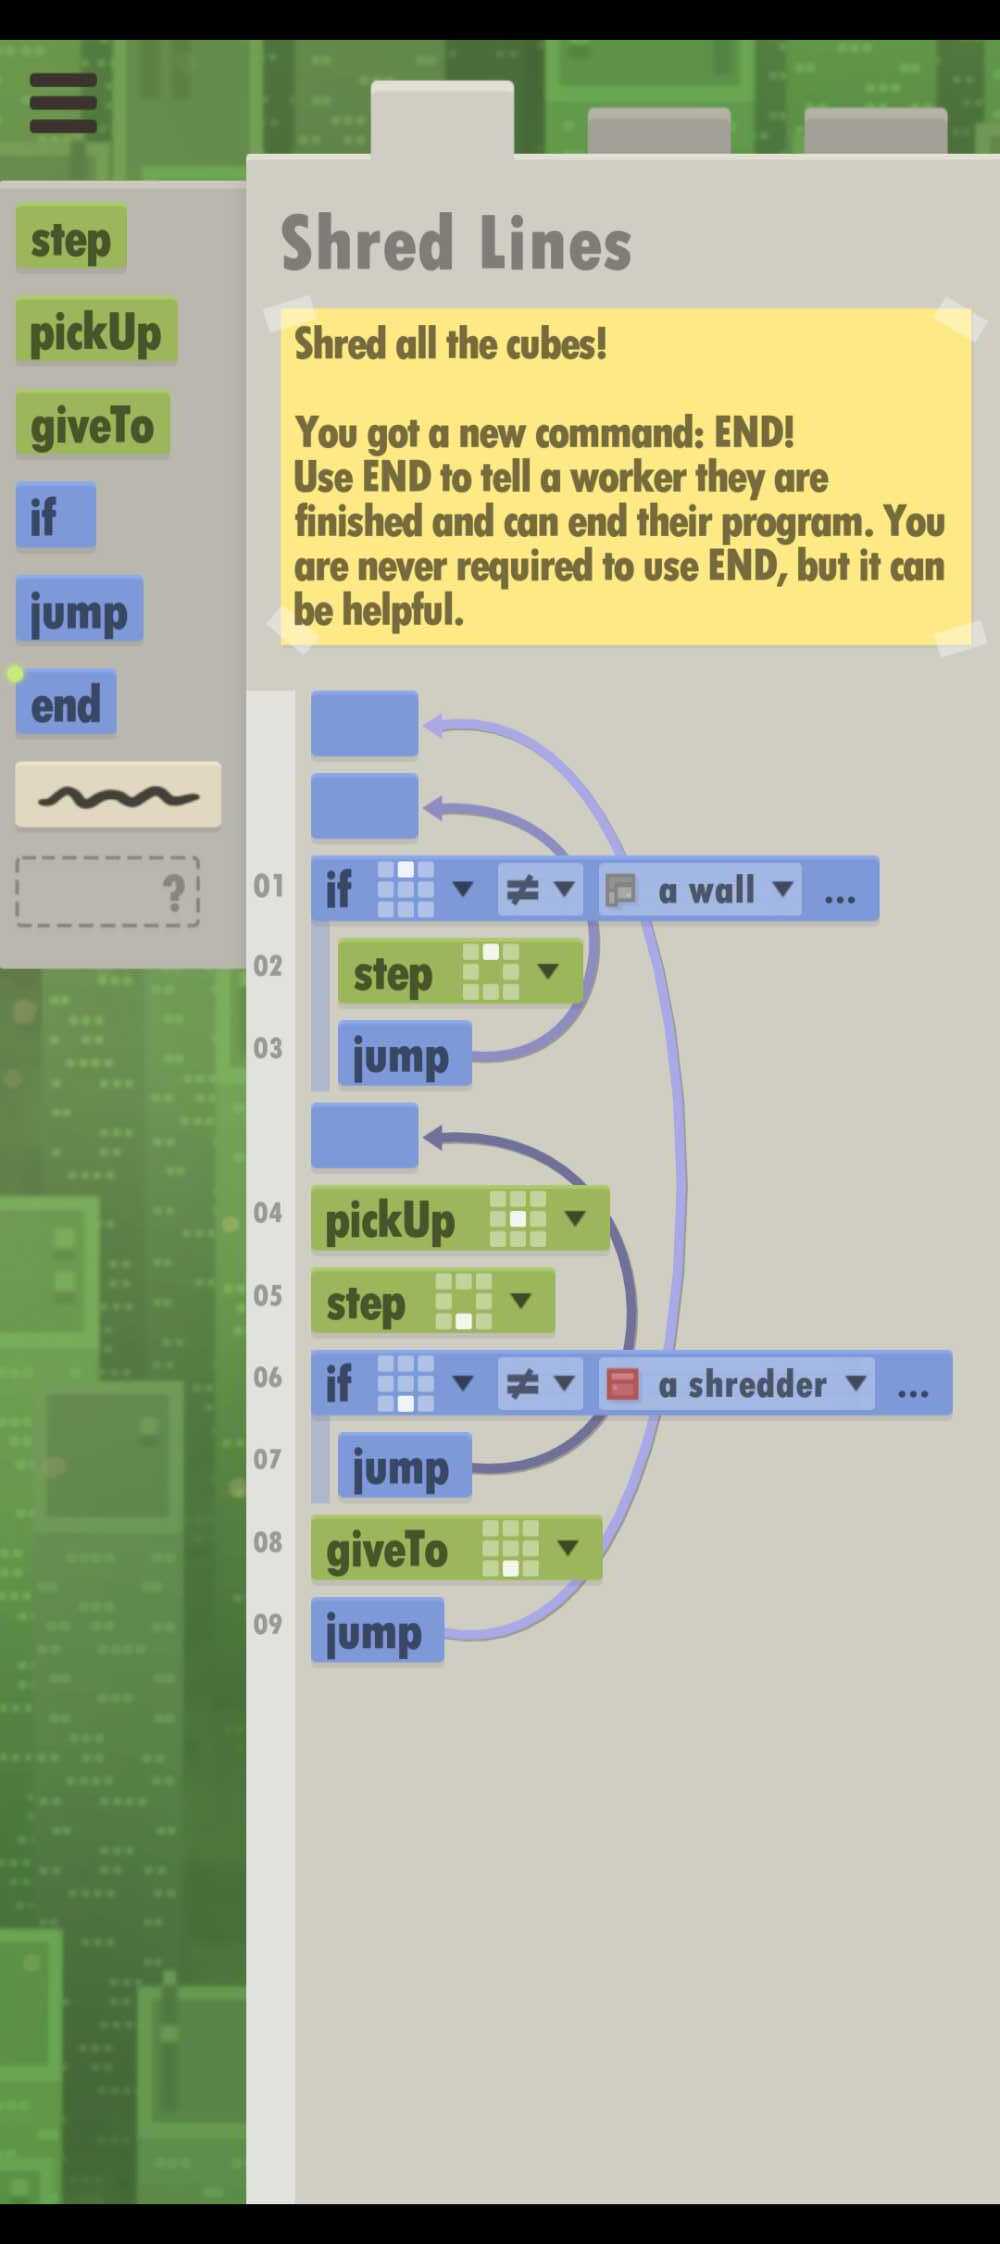 Shred Lines
step
pickUp
giveTo
if
jump
end
?
Shred all the cubes!
You got a new command: END!
Use END to tell a worker they are
finished and can end their program. You
are never required to use END, but it can
be helpful.
01 if ≠ a wall ...
02 step
03 jump
04 pickUp
05 step
06 if ≠ a shredder ...
07 jump
08 giveTo
09 jump